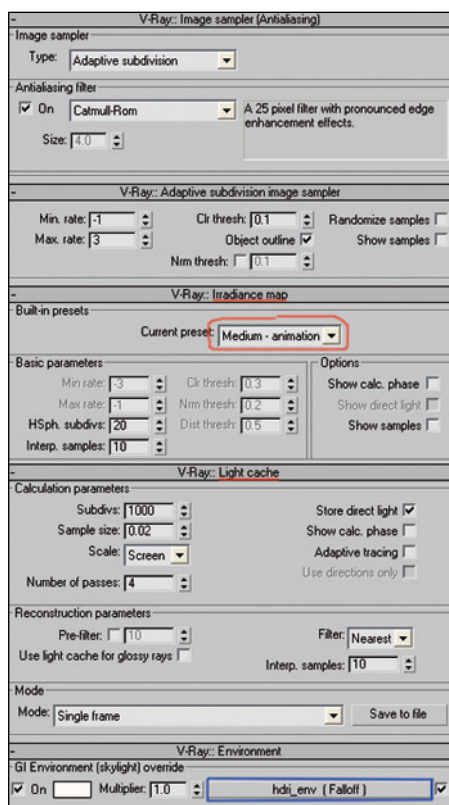 - V-Ray:: Image sampler (Antialiasing)
Image sampler
Type: Adaptive subdivision
Antialiasing filter
On Catmull-Rom
A 25 pixel filter with pronounced edge
enhancement effects.
Size: 4.0
- V-Ray:: Adaptive subdivision image sampler
Min. rate: -1 Clr thresh: 0.1 Randomize samples
Max. rate: 3 Object outline Show samples
Nrm thresh: 0.1
- V-Ray:: Irradiance map
Built-in presets
Current preset: Medium - animation
Basic parameters Options
Min rate: -3 Clr thresh: 0.3 Show calc. phase
Max rate: -1 Nrm thresh: 0.2 Show direct light
HSph. subdivs: 20 Dist thresh: 0.5 Show samples
Interp. samples: 10
- V-Ray:: Light cache
Calculation parameters
Subdivs: 1000 Store direct light
Sample size: 0.02 Show calc. phase
Scale: Screen Adaptive tracing
Use directions only
Number of passes: 4
Reconstruction parameters
Pre-filter: 10 Filter: Nearest
Use light cache for glossy rays
Interp. samples: 10
Mode
Mode: Single frame Save to file
- V-Ray:: Environment
GI Environment (skylight) override
On Multiplier: 1.0 hdri_env ( Falloff )